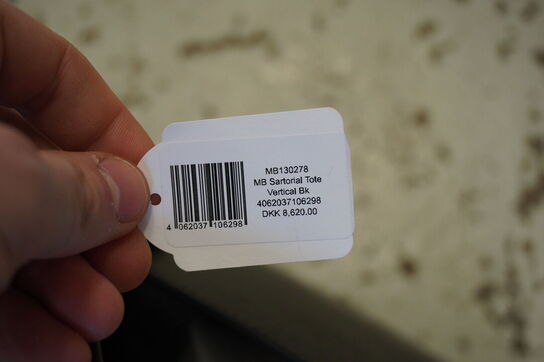 MB130278
MB Sartorial Tote
Vertical Bk
4062037106298
DKK 8,620.00
4 062037 106298